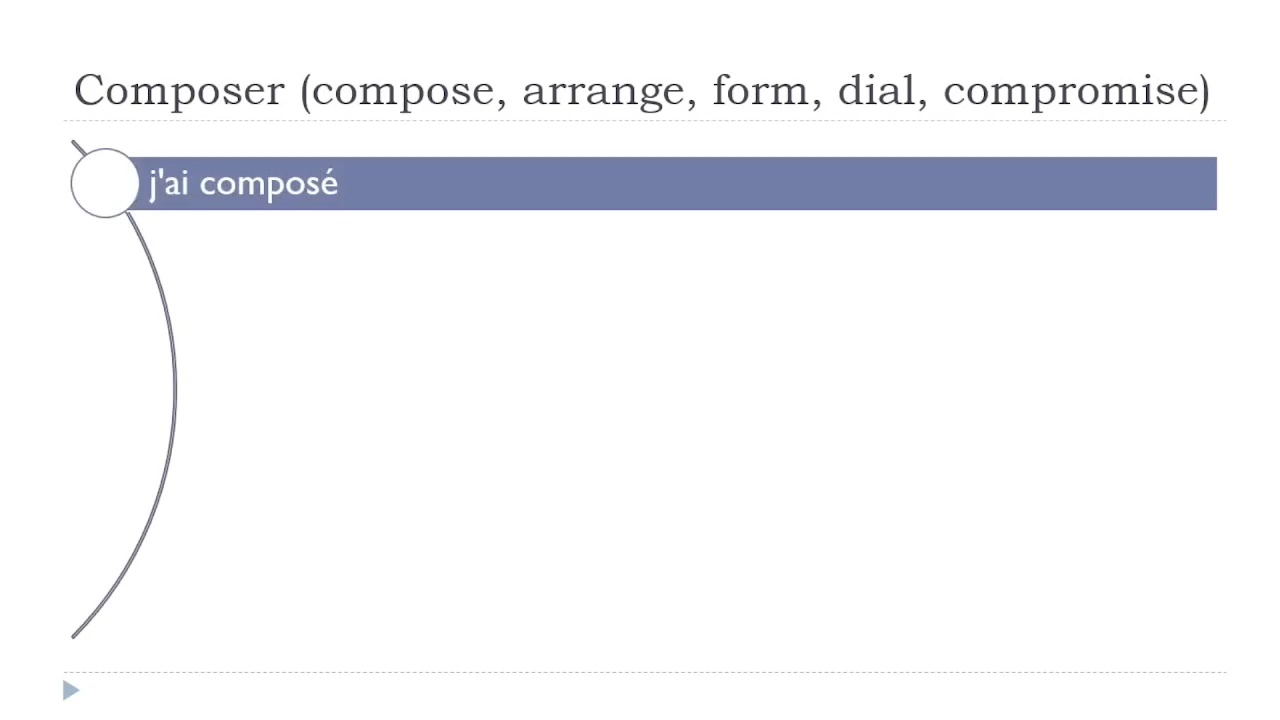 Composer (compose, arrange, form, dial, compromise)
j'ai composé